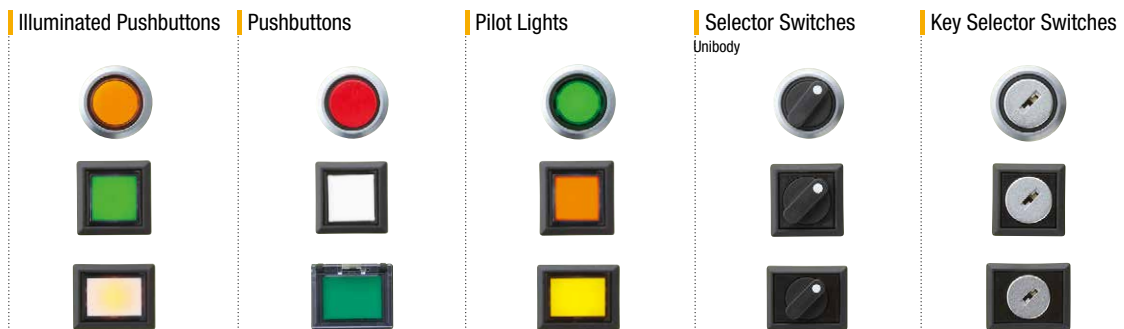 Illuminated Pushbuttons
Pushbuttons
Pilot Lights
Selector Switches
Unibody
Key Selector Switches